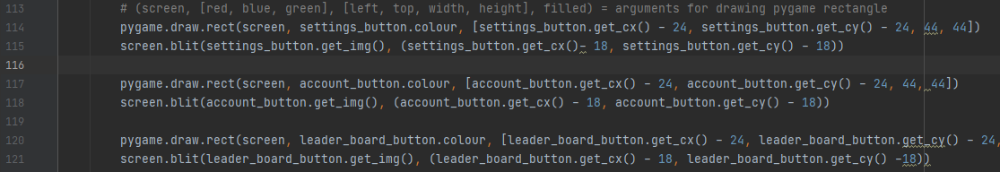 113 # (screen, [red, blue, green], [left, top, width, height], filled) = arguments for drawing pygame rectangle
114 pygame.draw.rect(screen, settings_button.colour, [settings_button.get_cx() - 24, settings_button.get_cy() - 24, 44, 44])
115 screen.blit(settings_button.get_img(), (settings_button.get_cx()- 18, settings_button.get_cy() - 18))
116
117 pygame.draw.rect(screen, account_button.colour, [account_button.get_cx() - 24, account_button.get_cy() - 24, 44, 44])
118 screen.blit(account_button.get_img(), (account_button.get_cx() - 18, account_button.get_cy() - 18))
119
120 pygame.draw.rect(screen, leader_board_button.colour, [leader_board_button.get_cx() - 24, leader_board_button.get_cy() - 24,
121 screen.blit(leader_board_button.get_img(), (leader_board_button.get_cx() - 18, leader_board_button.get_cy() -18))